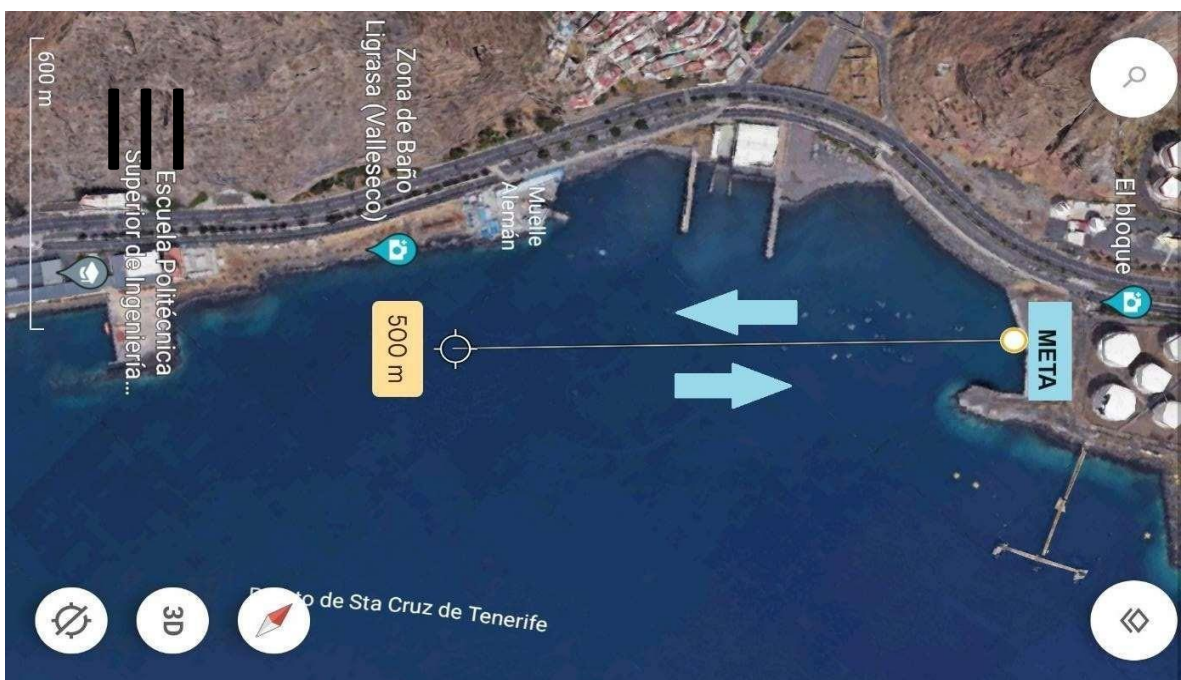 600 m
Zona de Baño
Ligrasa (Valleseco)
Escuela Politécnica
Superior de Ingeniería...
Muelle
Alemán
El bloque
META
500 m
de Sta Cruz de Tenerife
3D